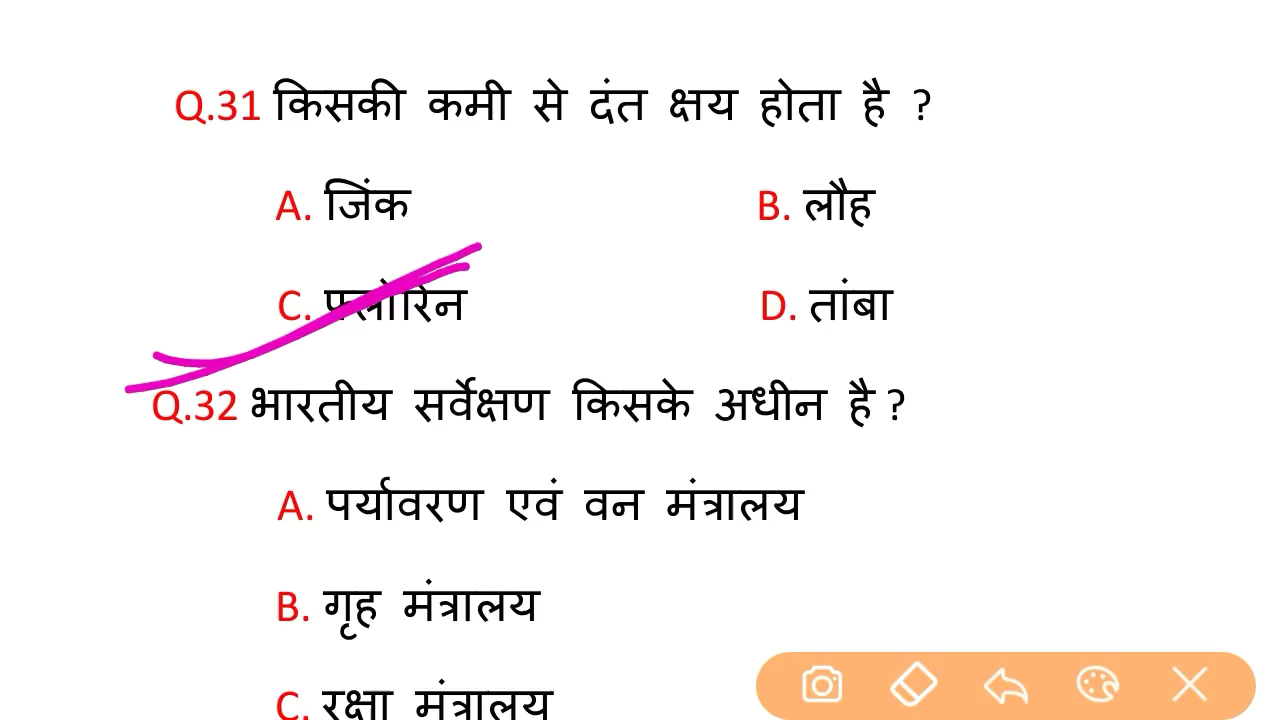 Q.31 किसकी कमी से दंत क्षय होता है ?
A. जिंक B. लौह
C. फ्लोरिन D. तांबा
Q.32 भारतीय सर्वेक्षण किसके अधीन है ?
A. पर्यावरण एवं वन मंत्रालय
B. गृह मंत्रालय
C. रक्षा मंत्रालय